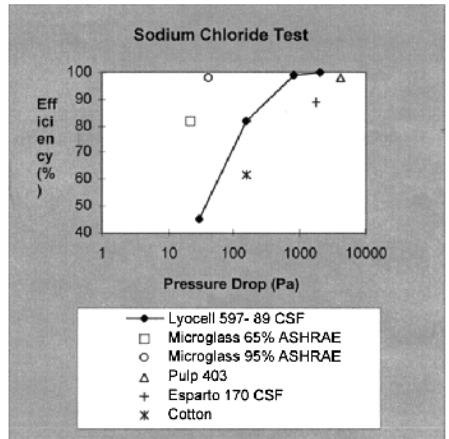 Sodium Chloride Test
Eff
ici
en
cy
(%
)
100
90
80
70
60
50
40
1 10 100 1000 10000
Pressure Drop (Pa)
Lyocell 597- 89 CSF
Microglass 65% ASHRAE
Microglass 95% ASHRAE
Pulp 403
Esparto 170 CSF
Cotton